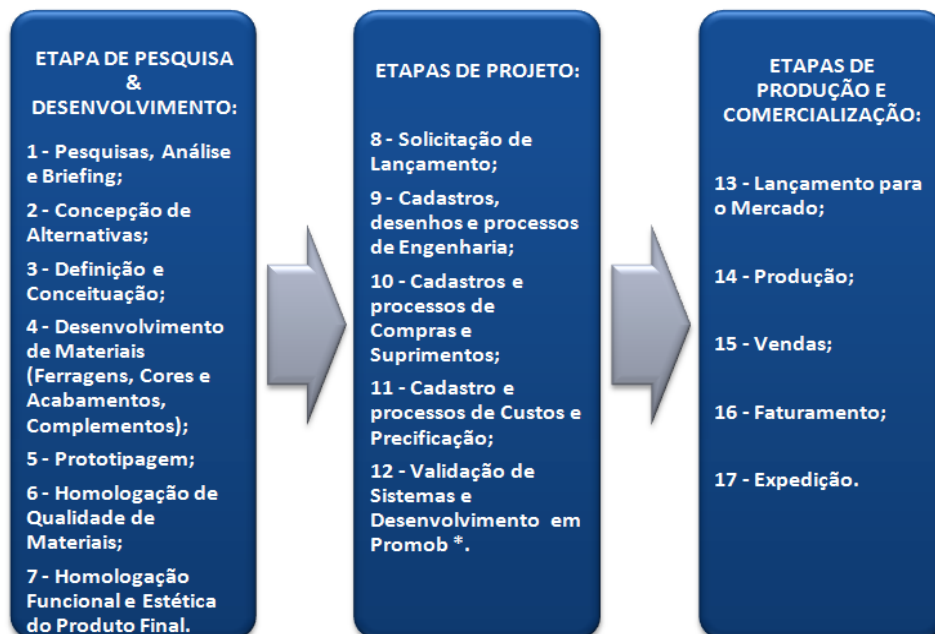 ETAPA DE PESQUISA
&
DESENVOLVIMENTO:
1 - Pesquisas, Análise
e Briefing;
2 - Concepção de
Alternativas;
3 - Definição e
Conceituação;
4 - Desenvolvimento
de Materiais
(Ferragens, Cores e
Acabamentos,
Complementos);
5 - Prototipagem;
6 - Homologação de
Qualidade de
Materiais;
7 - Homologação
Funcional e Estética
do Produto Final.
ETAPAS DE PROJETO:
8 - Solicitação de
Lançamento;
9 - Cadastros,
desenhos e processos
de Engenharia;
10 - Cadastros e
processos de
Compras e
Suprimentos;
11 - Cadastro e
processos de Custos e
Precificação;
12 - Validação de
Sistemas e
Desenvolvimento em
Promob *.
ETAPAS DE
PRODUÇÃO E
COMERCIALIZAÇÃO:
13 - Lançamento para
o Mercado;
14 - Produção;
15 - Vendas;
16 - Faturamento;
17 - Expedição.